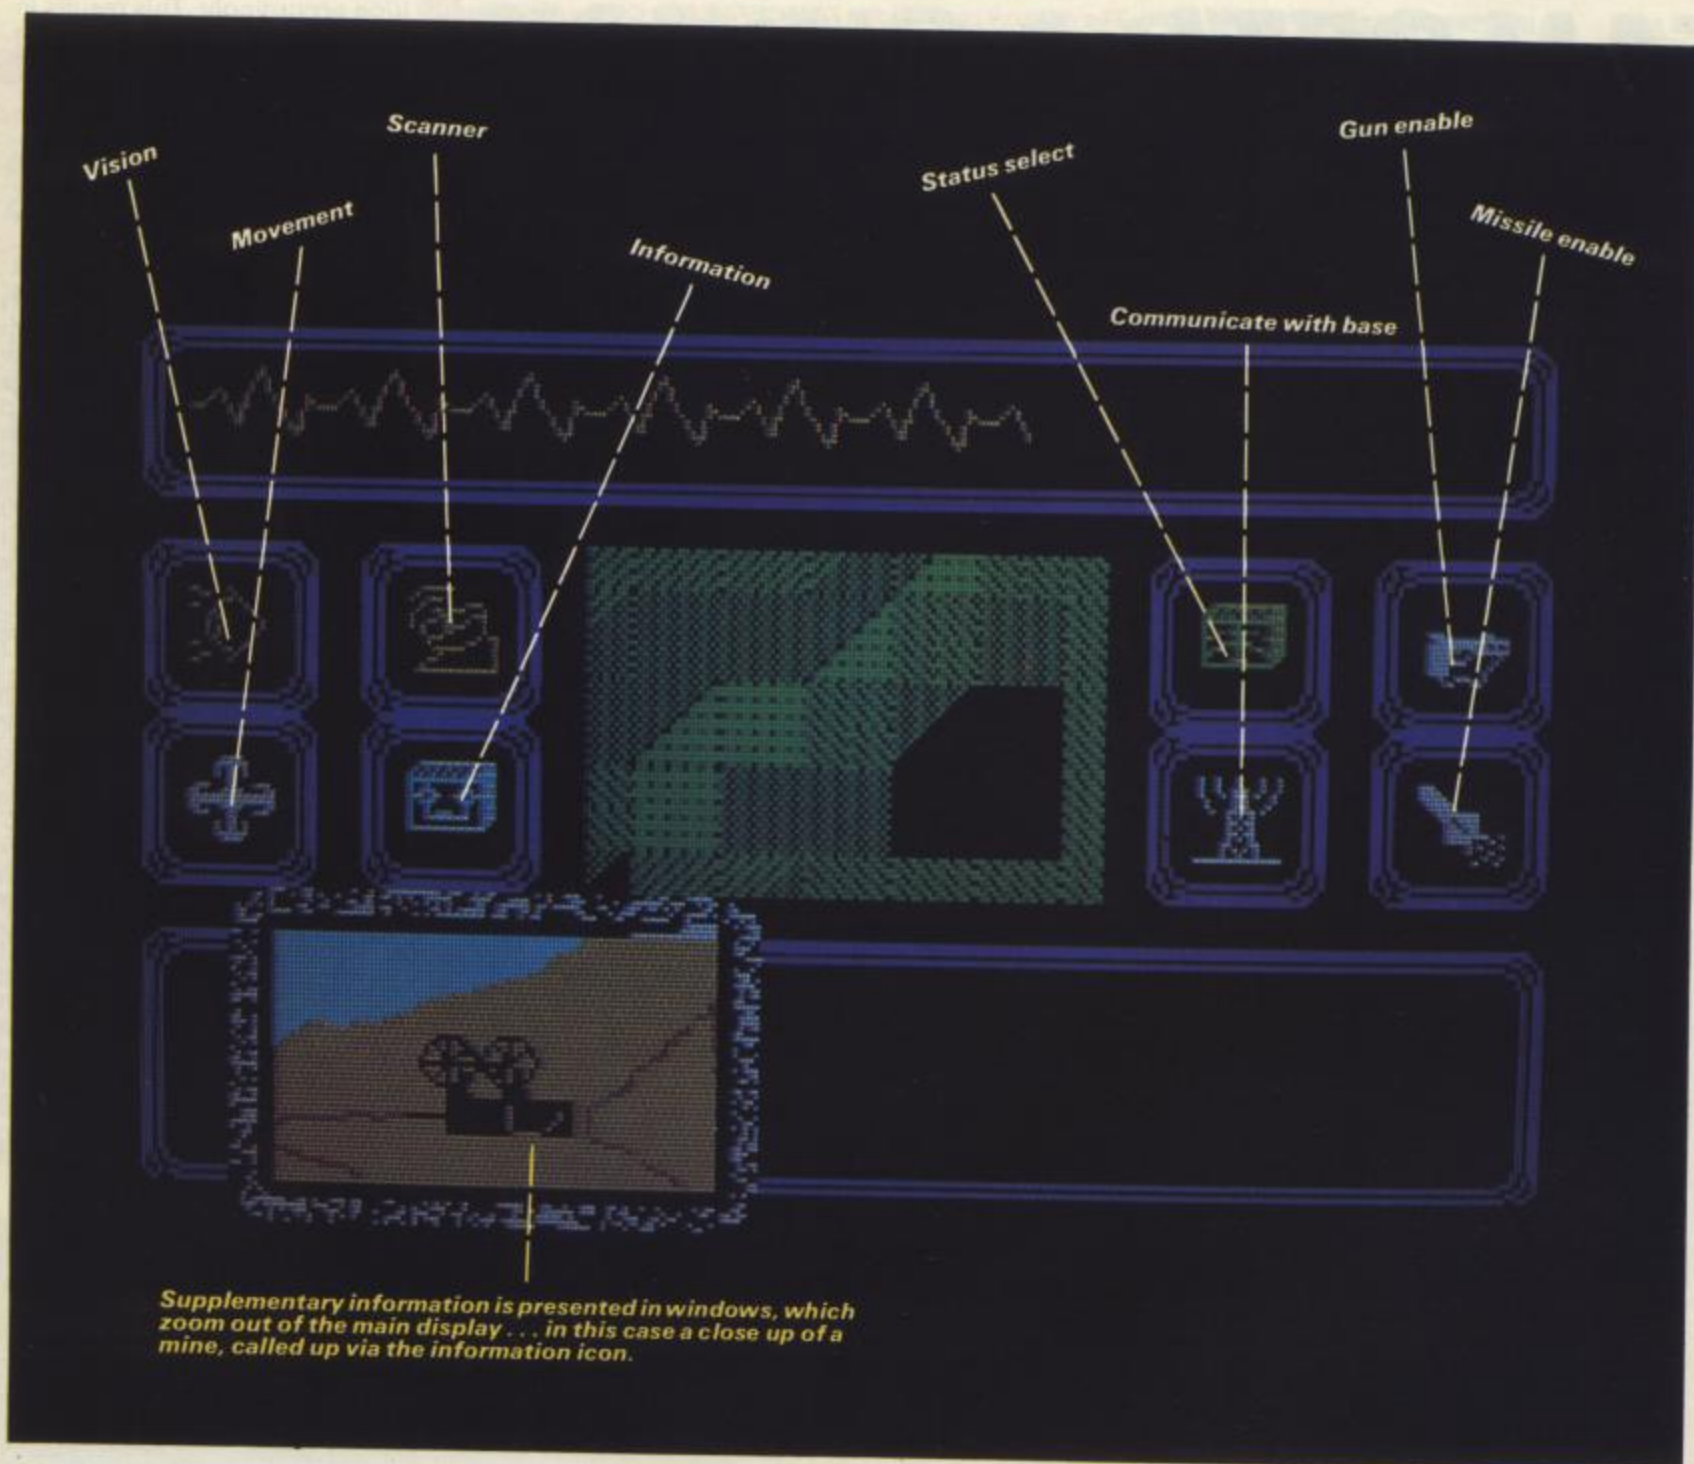 Scanner
Gun enable
Vision
Status select
Movement
Missile enable
Information
Communicate with base
Supplementary information is presented in windows, which
zoom out of the main display . . . in this case a close up of a
mine, called up via the information icon.